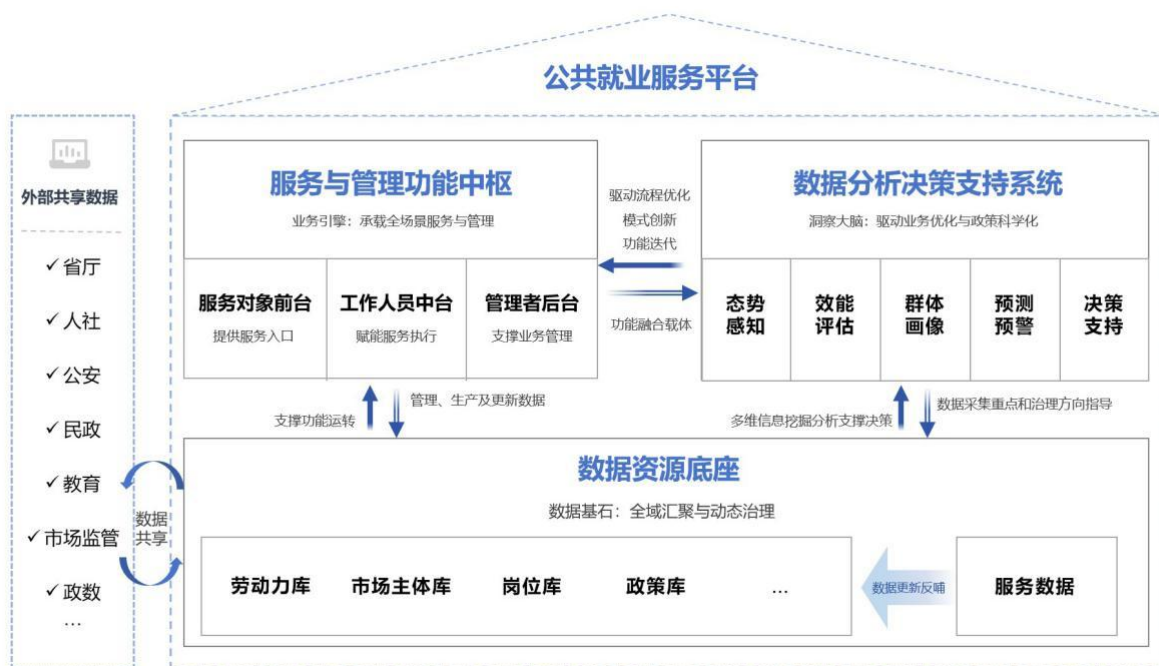 公共就业服务平台
外部共享数据
✓省厅
✓人社
✓公安
✓民政
✓教育
✓市场监管
✓政数
...
数据
共享
服务与管理功能中枢
业务引擎：承载全场景服务与管理
服务对象前台
提供服务入口
工作人员中台
赋能服务执行
管理者后台
支撑业务管理
驱动流程优化
模式创新
功能迭代
功能融合载体
数据分析决策支持系统
洞察大脑：驱动业务优化与政策科学化
态势
感知
效能
评估
群体
画像
预测
预警
决策
支持
支撑功能运转
管理、生产及更新数据
多维信息挖掘分析支撑决策
数据采集重点和治理方向指导
数据资源底座
数据基石：全域汇聚与动态治理
劳动力库
市场主体库
岗位库
政策库
...
数据更新反哺
服务数据